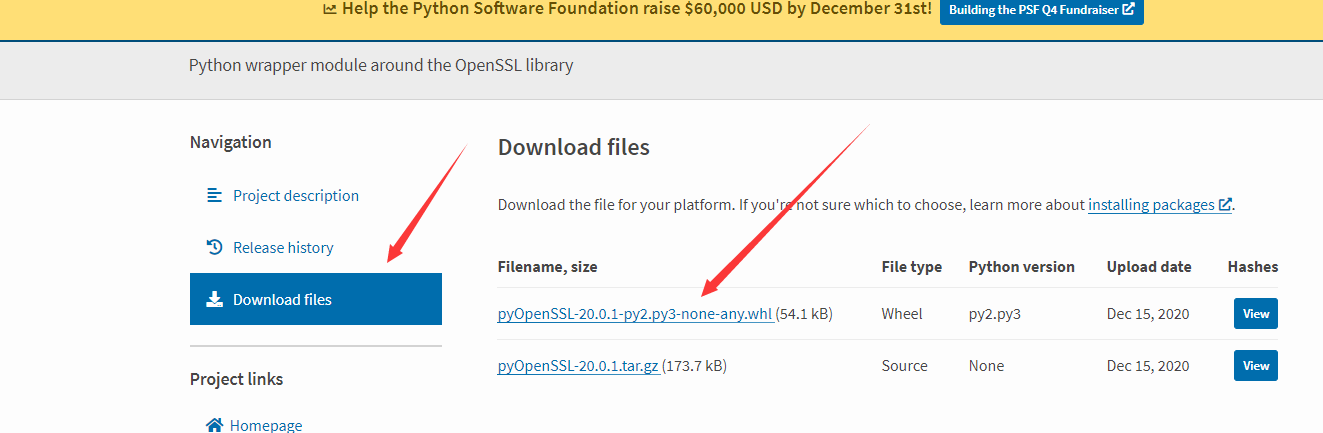 Help the Python Software Foundation raise $60,000 USD by December 31st!
Building the PSF Q4 Fundraiser
Python wrapper module around the OpenSSL library
Navigation
Project description
Release history
Download files
Project links
Homepage
Download files
Download the file for your platform. If you're not sure which to choose, learn more about installing packages.
Filename, size File type Python version Upload date Hashes
pyOpenSSL-20.0.1-py2.py3-none-any.whl (54.1 kB) Wheel py2.py3 Dec 15, 2020 View
pyOpenSSL-20.0.1.tar.gz (173.7 kB) Source None Dec 15, 2020 View